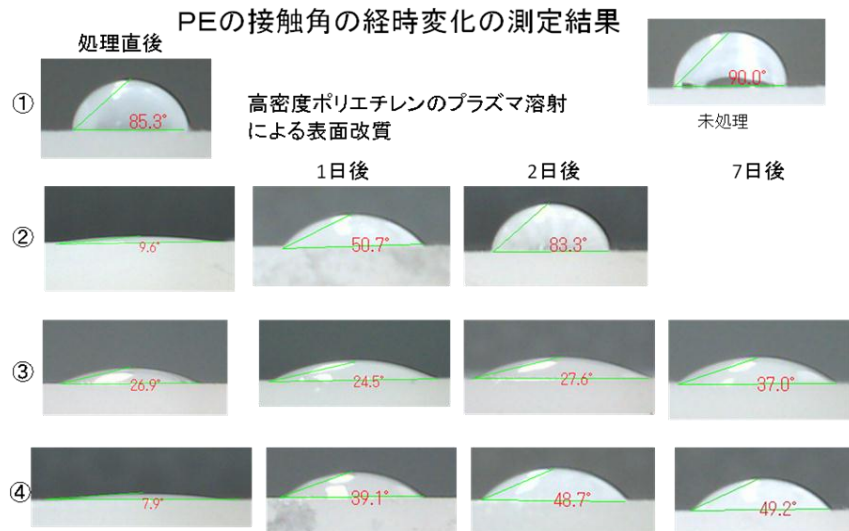 PEの接触角の経時変化の測定結果
処理直後
①
85.3°
高密度ポリエチレンのプラズマ溶射
による表面改質
90.0°
未処理
1日後
2日後
7日後
②
9.6°
50.7°
83.3°
③
26.9°
24.5°
27.6°
37.0°
④
7.9°
39.1°
48.7°
49.2°